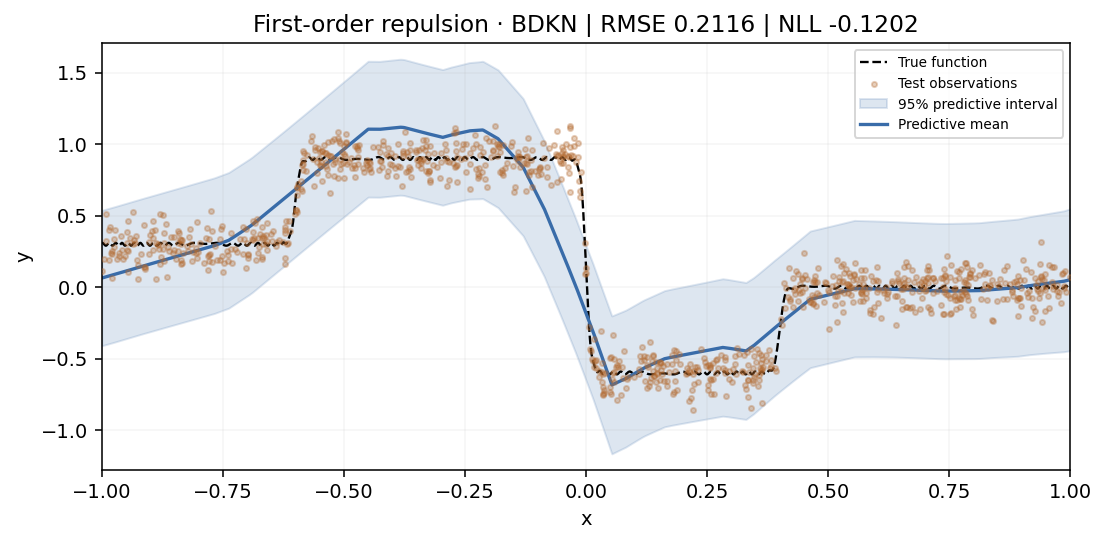 First-order repulsion · BDKN | RMSE 0.2116 | NLL -0.1202
True function
Test observations
95% predictive interval
Predictive mean
1.5
1.0
0.5
0.0
−0.5
−1.0
y
−1.00 −0.75 −0.50 −0.25 0.00 0.25 0.50 0.75 1.00
x